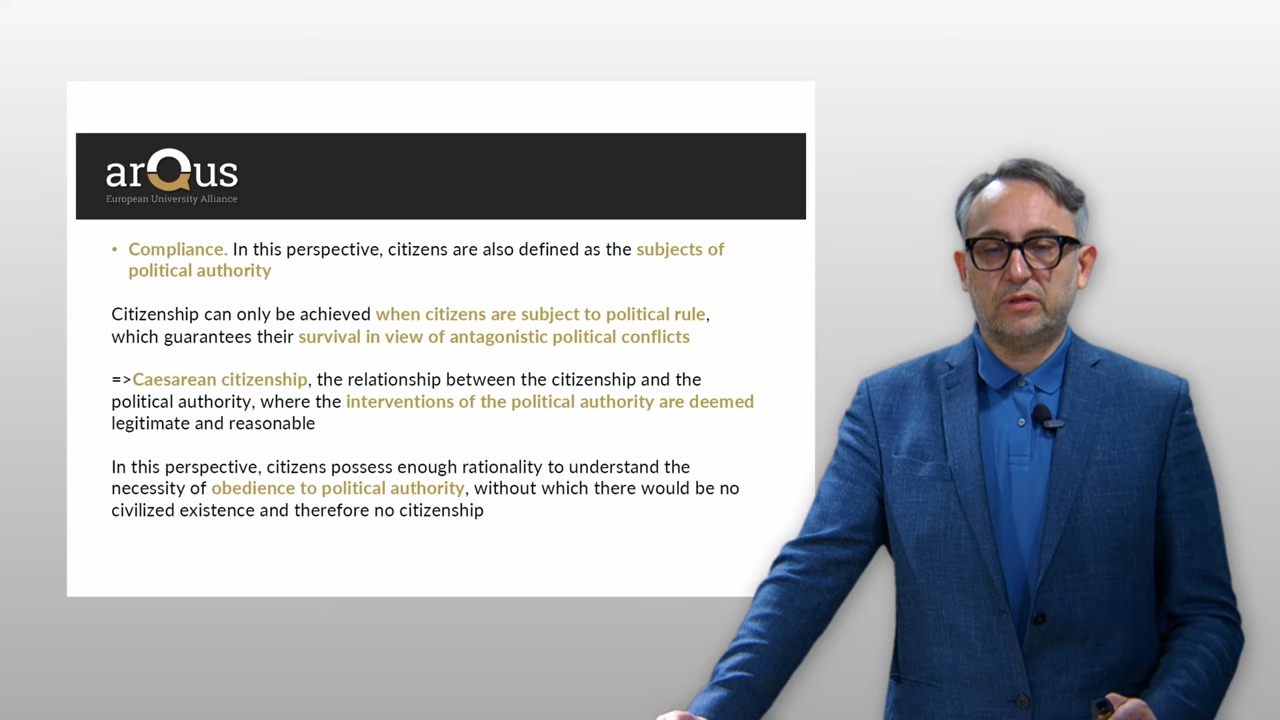 arQus
European University Alliance
• Compliance. In this perspective, citizens are also defined as the subjects of
political authority
Citizenship can only be achieved when citizens are subject to political rule,
which guarantees their survival in view of antagonistic political conflicts
=>Caesarean citizenship, the relationship between the citizenship and the
political authority, where the interventions of the political authority are deemed
legitimate and reasonable
In this perspective, citizens possess enough rationality to understand the
necessity of obedience to political authority, without which there would be no
civilized existence and therefore no citizenship